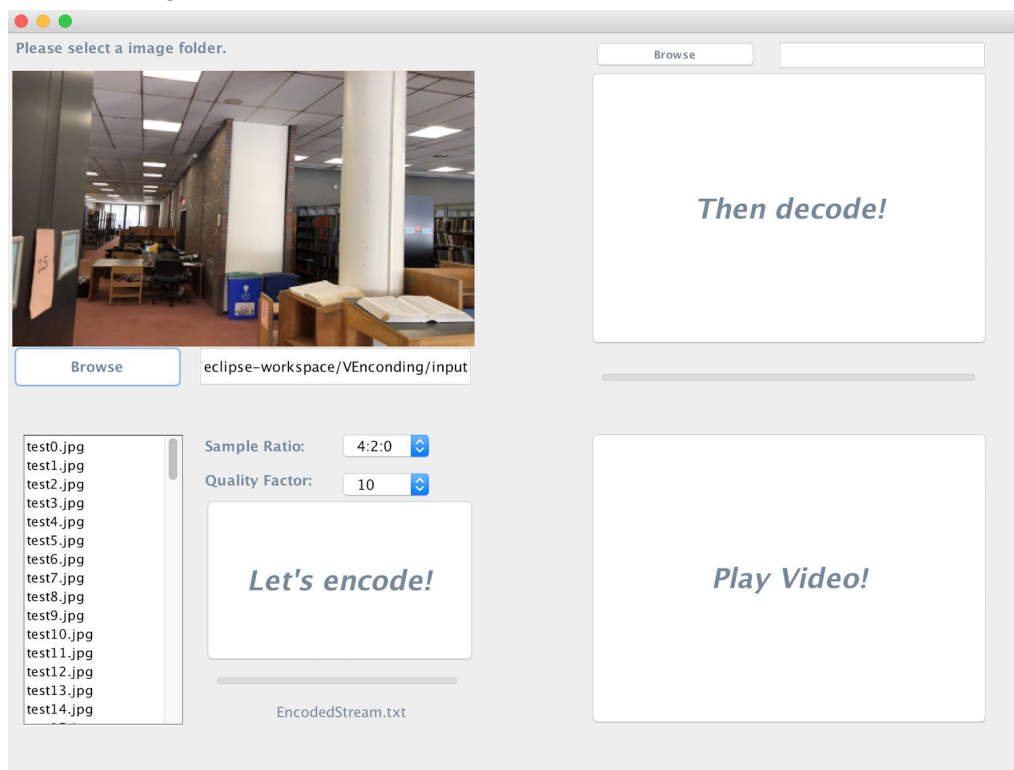 Please select a image folder.
Browse
25
Browse
eclipse-workspace/VEnconding/input
Then decode!
test0.jpg
test1.jpg
test2.jpg
test3.jpg
test4.jpg
test5.jpg
test6.jpg
test7.jpg
test8.jpg
test9.jpg
test10.jpg
test11.jpg
test12.jpg
test13.jpg
test14.jpg
Sample Ratio:
4:2:0
Quality Factor:
10
Let's encode!
EncodedStream.txt
Play Video!